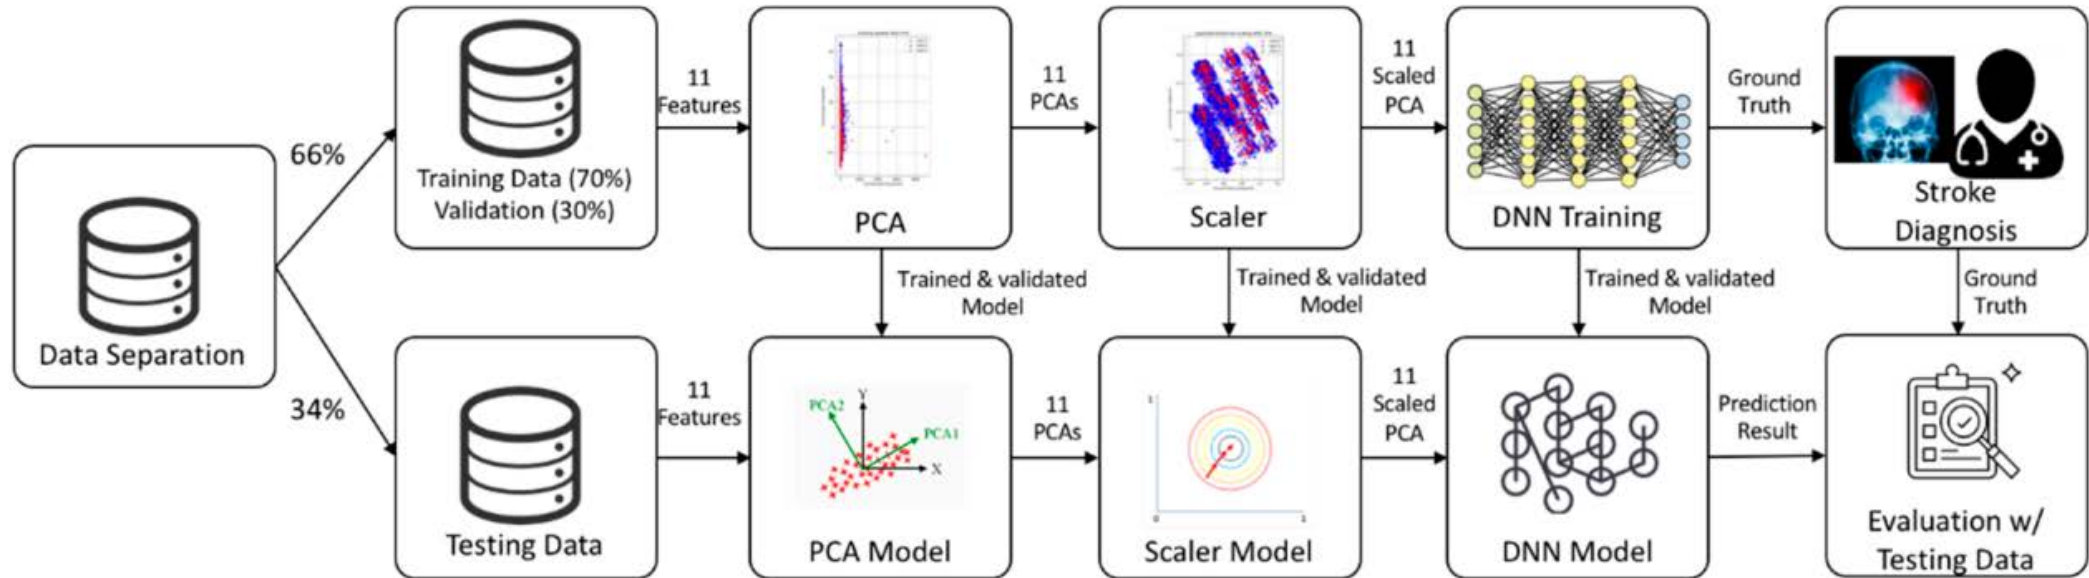 Data Separation
66%
34%
Training Data (70%)
Validation (30%)
11
Features
PCA
11
PCAs
Scaler
11
Scaled
PCA
DNN Training
Ground
Truth
Stroke
Diagnosis
Trained & validated
Model
Trained & validated
Model
Trained & validated
Model
Ground
Truth
Testing Data
11
Features
PCA2
Y
PCA1
X
PCA Model
11
PCAs
1
0
1
Scaler Model
11
Scaled
PCA
DNN Model
Prediction
Result
Evaluation w/
Testing Data